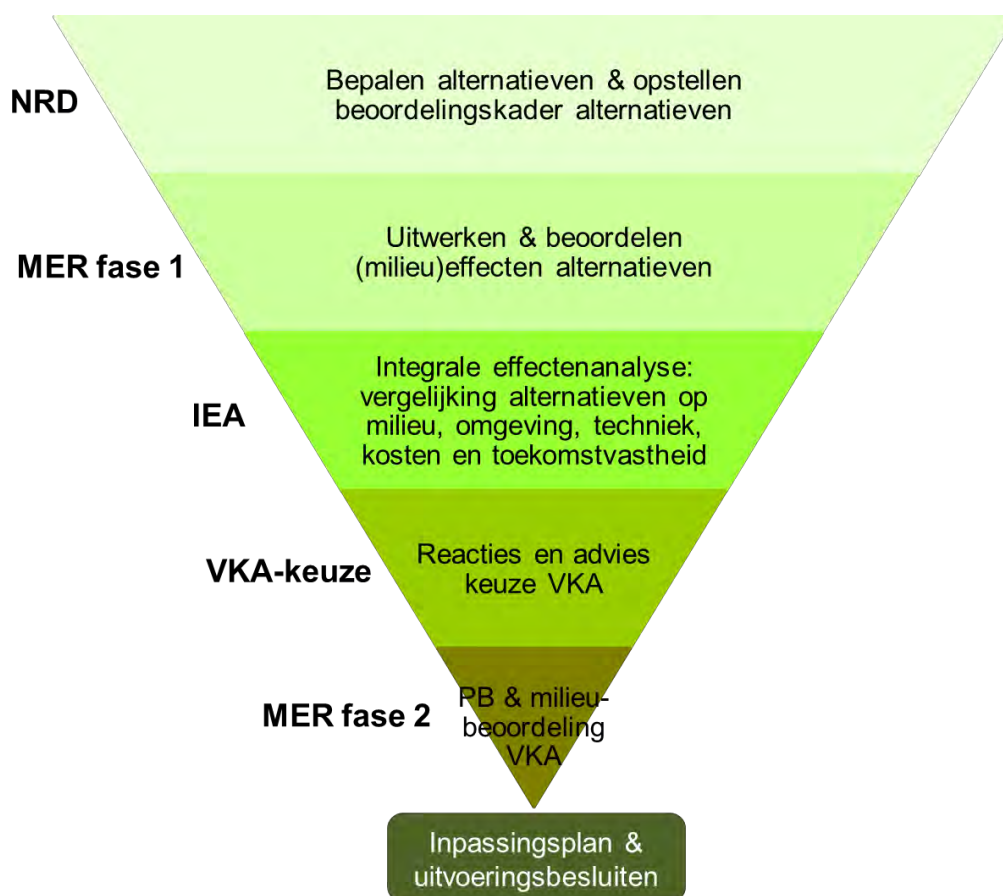 NRD
Bepalen alternatieven & opstellen
beoordelingskader alternatieven
MER fase 1
Uitwerken & beoordelen
(milieu)effecten alternatieven
IEA
Integrale effectenanalyse:
vergelijking alternatieven op
milieu, omgeving, techniek,
kosten en toekomstvastheid
VKA-keuze
Reacties en advies
keuze VKA
MER fase 2
PB & milieu-
beoordeling
VKA
Inpassingsplan &
uitvoeringsbesluiten